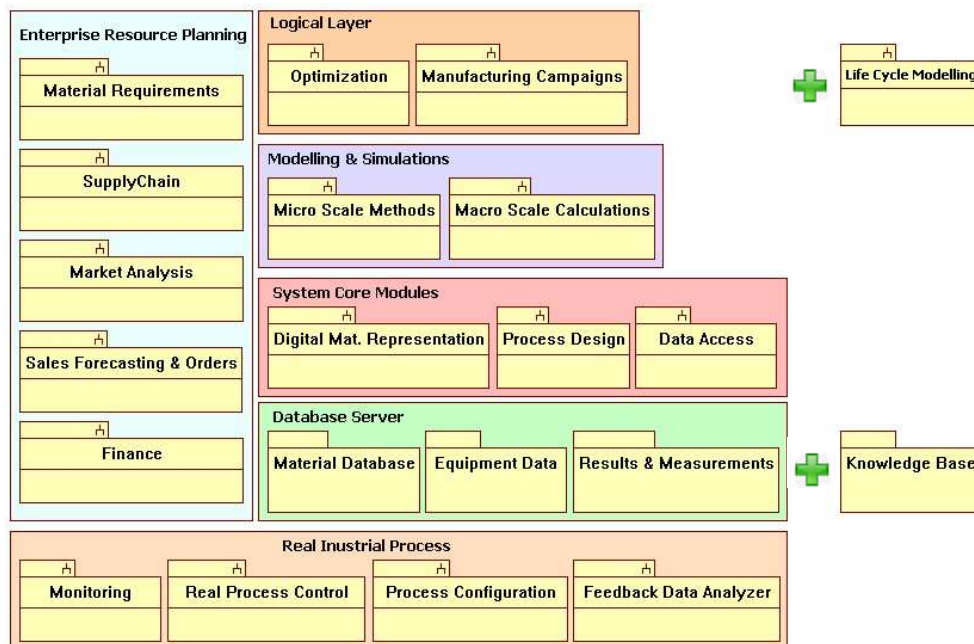 Enterprise Resource Planning
Material Requirements
SupplyChain
Market Analysis
Sales Forecasting & Orders
Finance
Logical Layer
Optimization
Manufacturing Campaigns
Life Cycle Modelling
Modelling & Simulations
Micro Scale Methods
Macro Scale Calculations
System Core Modules
Digital Mat. Representation
Process Design
Data Access
Database Server
Material Database
Equipment Data
Results & Measurements
Knowledge Base
Real Inustrial Process
Monitoring
Real Process Control
Process Configuration
Feedback Data Analyzer